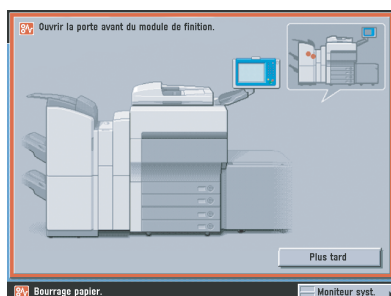 Ouvrir la porte avant du module de finition.
Plus tard
Bourrage papier.
Moniteur syst.